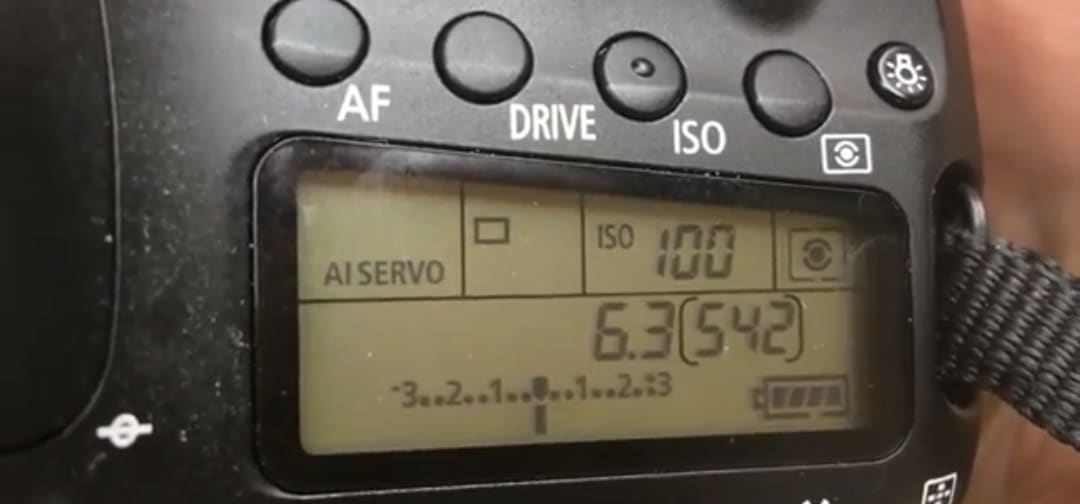 AF
DRIVE
ISO
AI SERVO
ISO 100
6.3(542)
-3..2..1..0..1..2.:+3